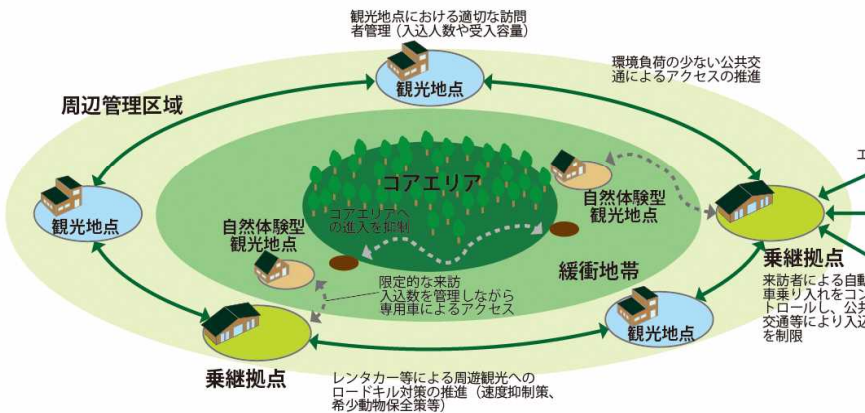 観光地点における適切な訪問
者管理（入込人数や受入容量）
観光地点
環境負荷の少ない公共交
通によるアクセスの推進
周辺管理区域
エ
コアエリア
自然体験型
観光地点
観光地点
自然体験型
観光地点
コアエリアへ
の進入を抑制
緩衝地帯
乗継拠点
来訪者による自動
車乗り入れをコン
トロールし、公共
交通等により入込
を制限
限定的な来訪
入込数を管理しながら
専用車によるアクセス
観光地点
乗継拠点
レンタカー等による周遊観光への
ロードキル対策の推進（速度抑制策、
希少動物保全策等）